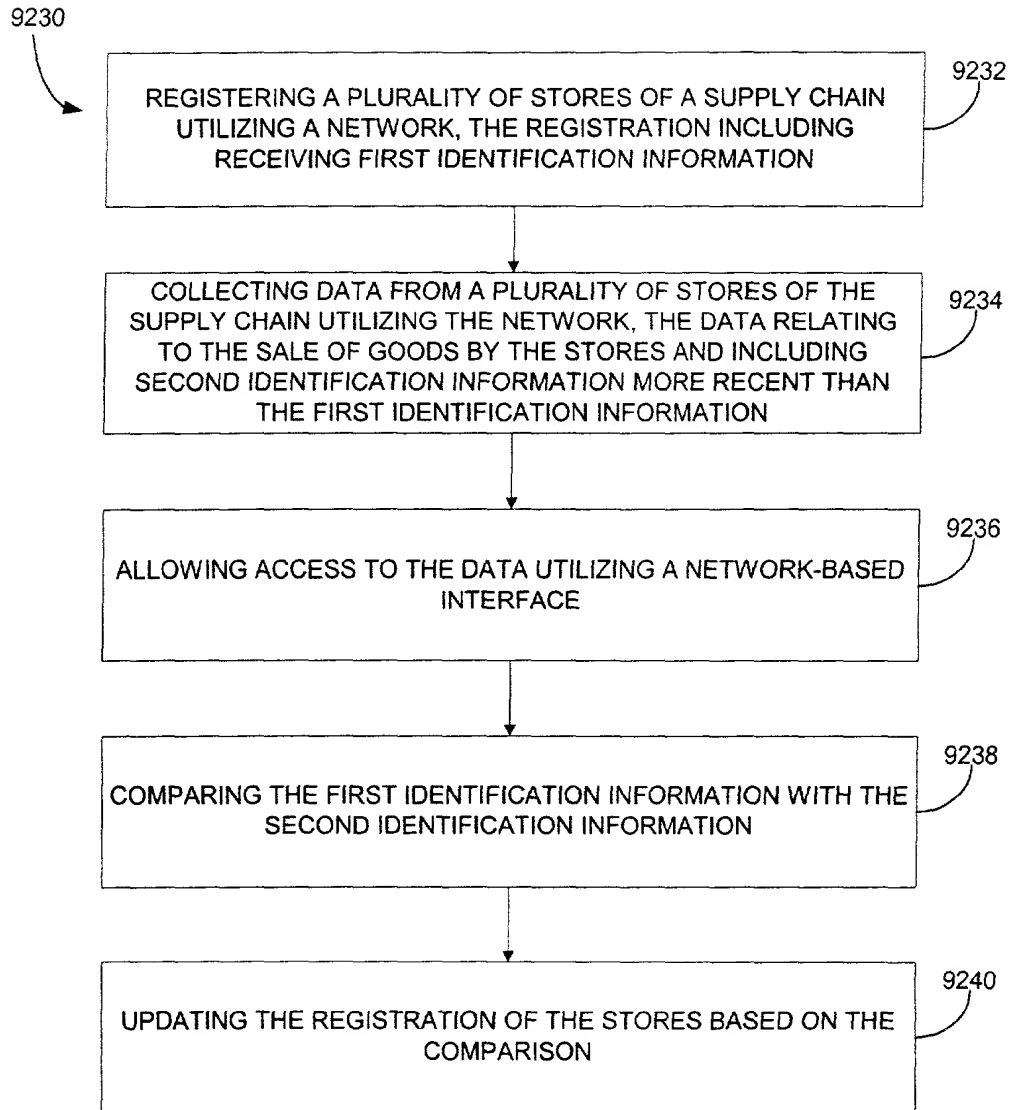 9230
9232
REGISTERING A PLURALITY OF STORES OF A SUPPLY CHAIN
UTILIZING A NETWORK, THE REGISTRATION INCLUDING
RECEIVING FIRST IDENTIFICATION INFORMATION
9234
COLLECTING DATA FROM A PLURALITY OF STORES OF THE
SUPPLY CHAIN UTILIZING THE NETWORK, THE DATA RELATING
TO THE SALE OF GOODS BY THE STORES AND INCLUDING
SECOND IDENTIFICATION INFORMATION MORE RECENT THAN
THE FIRST IDENTIFICATION INFORMATION
9236
ALLOWING ACCESS TO THE DATA UTILIZING A NETWORK-BASED
INTERFACE
9238
COMPARING THE FIRST IDENTIFICATION INFORMATION WITH THE
SECOND IDENTIFICATION INFORMATION
9240
UPDATING THE REGISTRATION OF THE STORES BASED ON THE
COMPARISON